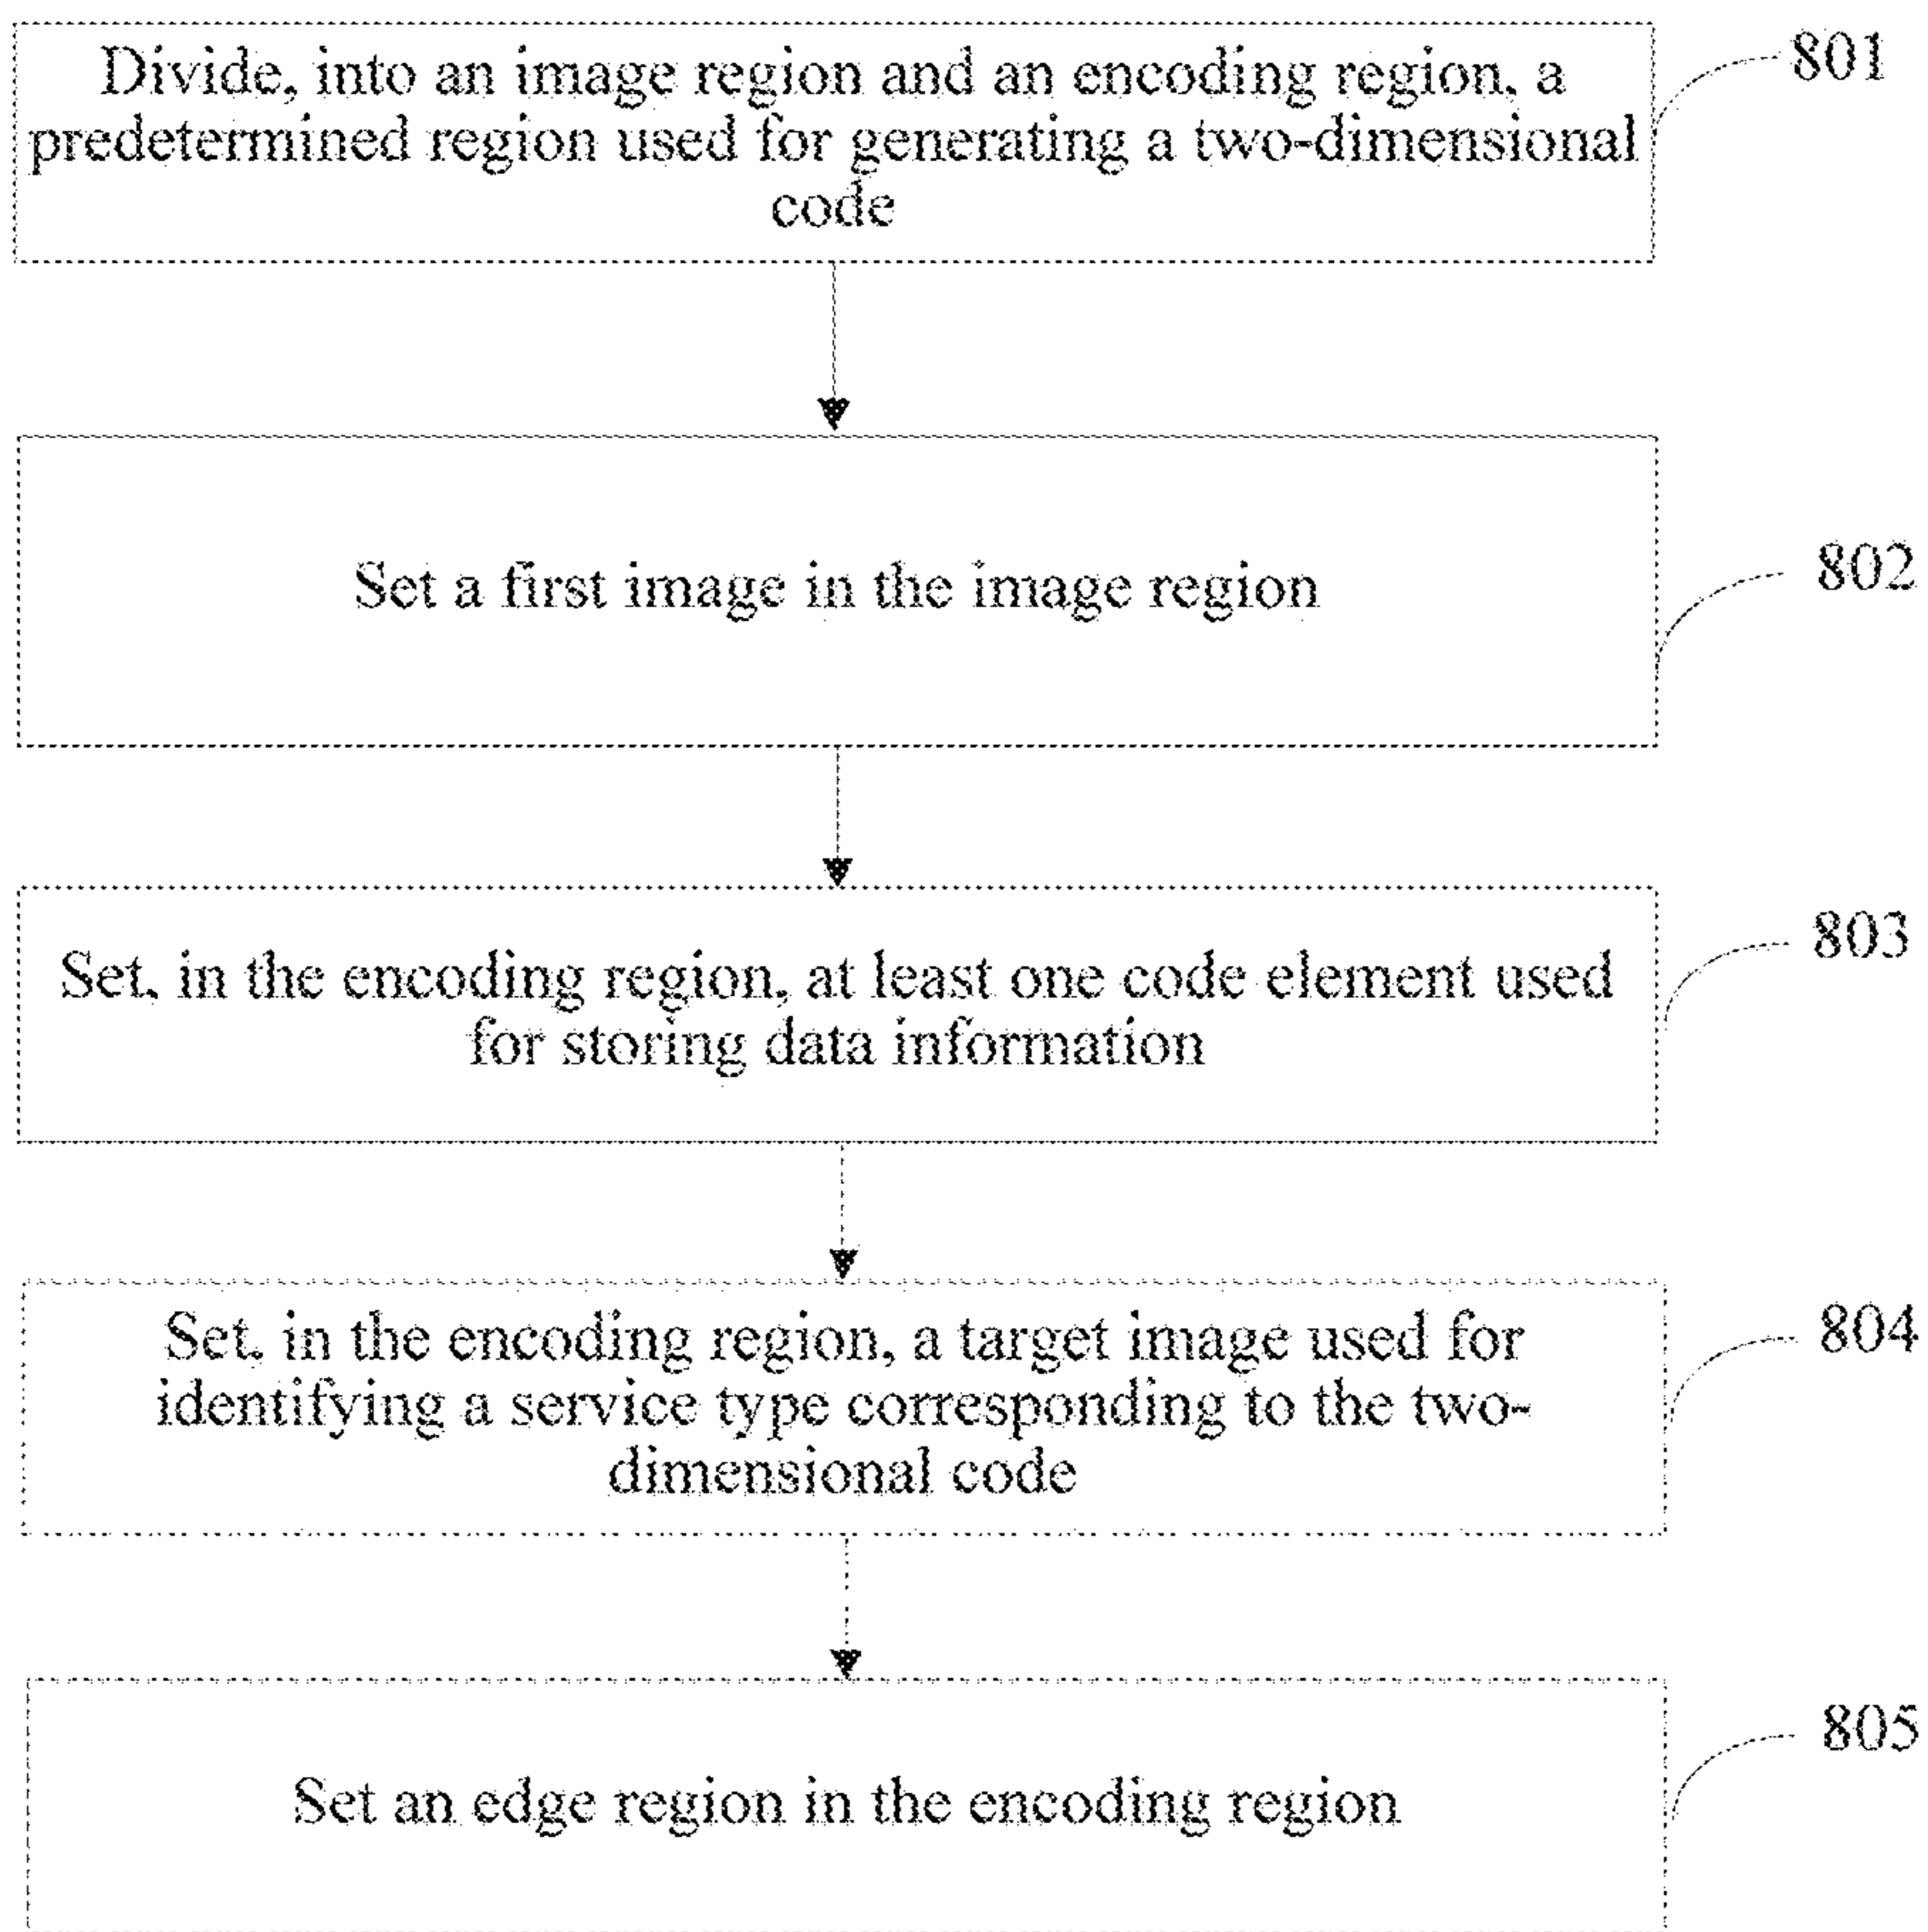 Divide, into an image region and an encoding region, a
predetermined region used for generating a two-dimensional
code
801
Set a first image in the image region
802
Set, in the encoding region, at least one code element used
for storing data information
803
Set, in the encoding region, a target image used for
identifying a service type corresponding to the two-
dimensional code
804
Set an edge region in the encoding region
805